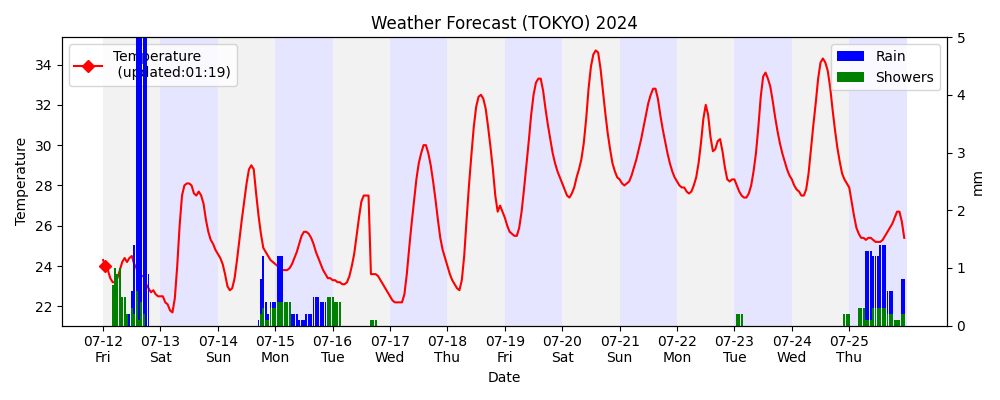 Weather Forecast (TOKYO) 2024
Temperature
(updated:01:19)
Rain
Showers
Temperature
34
32
30
28
26
24
22
5
4
3
2
1
0
mm
07-12 07-13 07-14 07-15 07-16 07-17 07-18 07-19 07-20 07-21 07-22 07-23 07-24 07-25
Fri Sat Sun Mon Tue Wed Thu Fri Sat Sun Mon Tue Wed Thu
Date